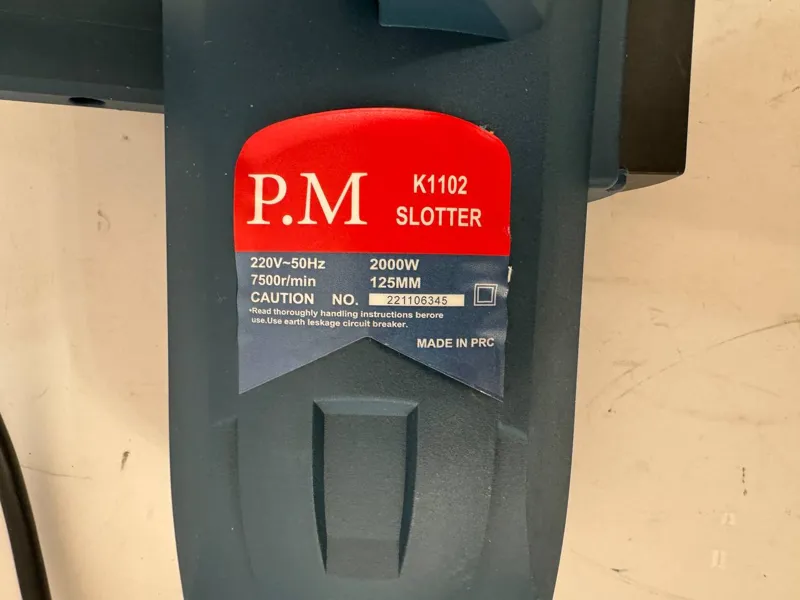 P.M
K1102
SLOTTER
220V~50Hz 2000W
7500r/min 125MM
CAUTION NO. 221106345
•Read thoroughly handling instructions berore
use.Use earth leskage circuit breaker.
MADE IN PRC